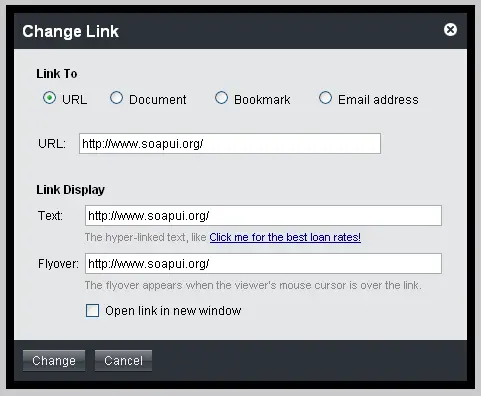 Change Link
Link To
URL Document Bookmark Email address
URL: http://www.soapui.org/
Link Display
Text: http://www.soapui.org/
The hyper-linked text, like Click me for the best loan rates!
Flyover: http://www.soapui.org/
The flyover appears when the viewer's mouse cursor is over the link.
Open link in new window
Change Cancel